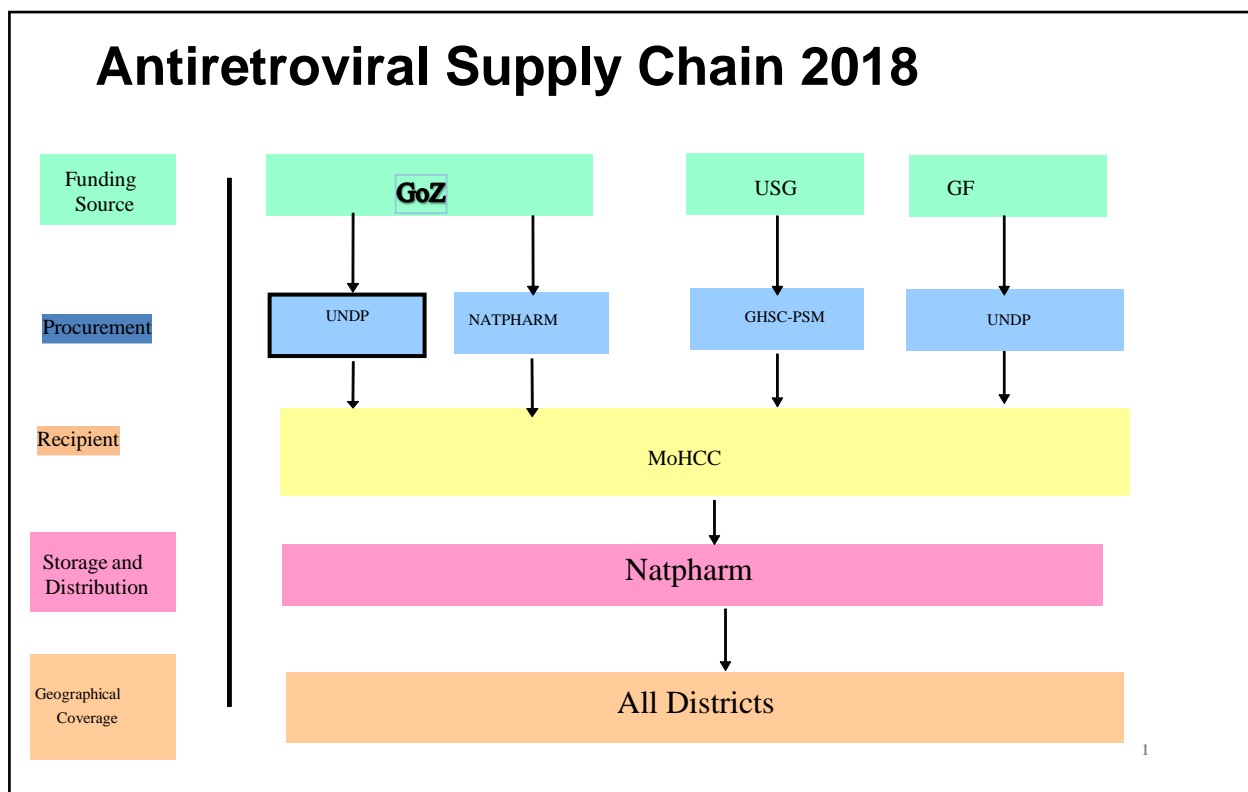 Antiretroviral Supply Chain 2018
Funding
Source
GoZ
USG
GF
Procurement
UNDP
NATPHARM
GHSC-PSM
UNDP
Recipient
MoHCC
Storage and
Distribution
Natpharm
Geographical
Coverage
All Districts
1